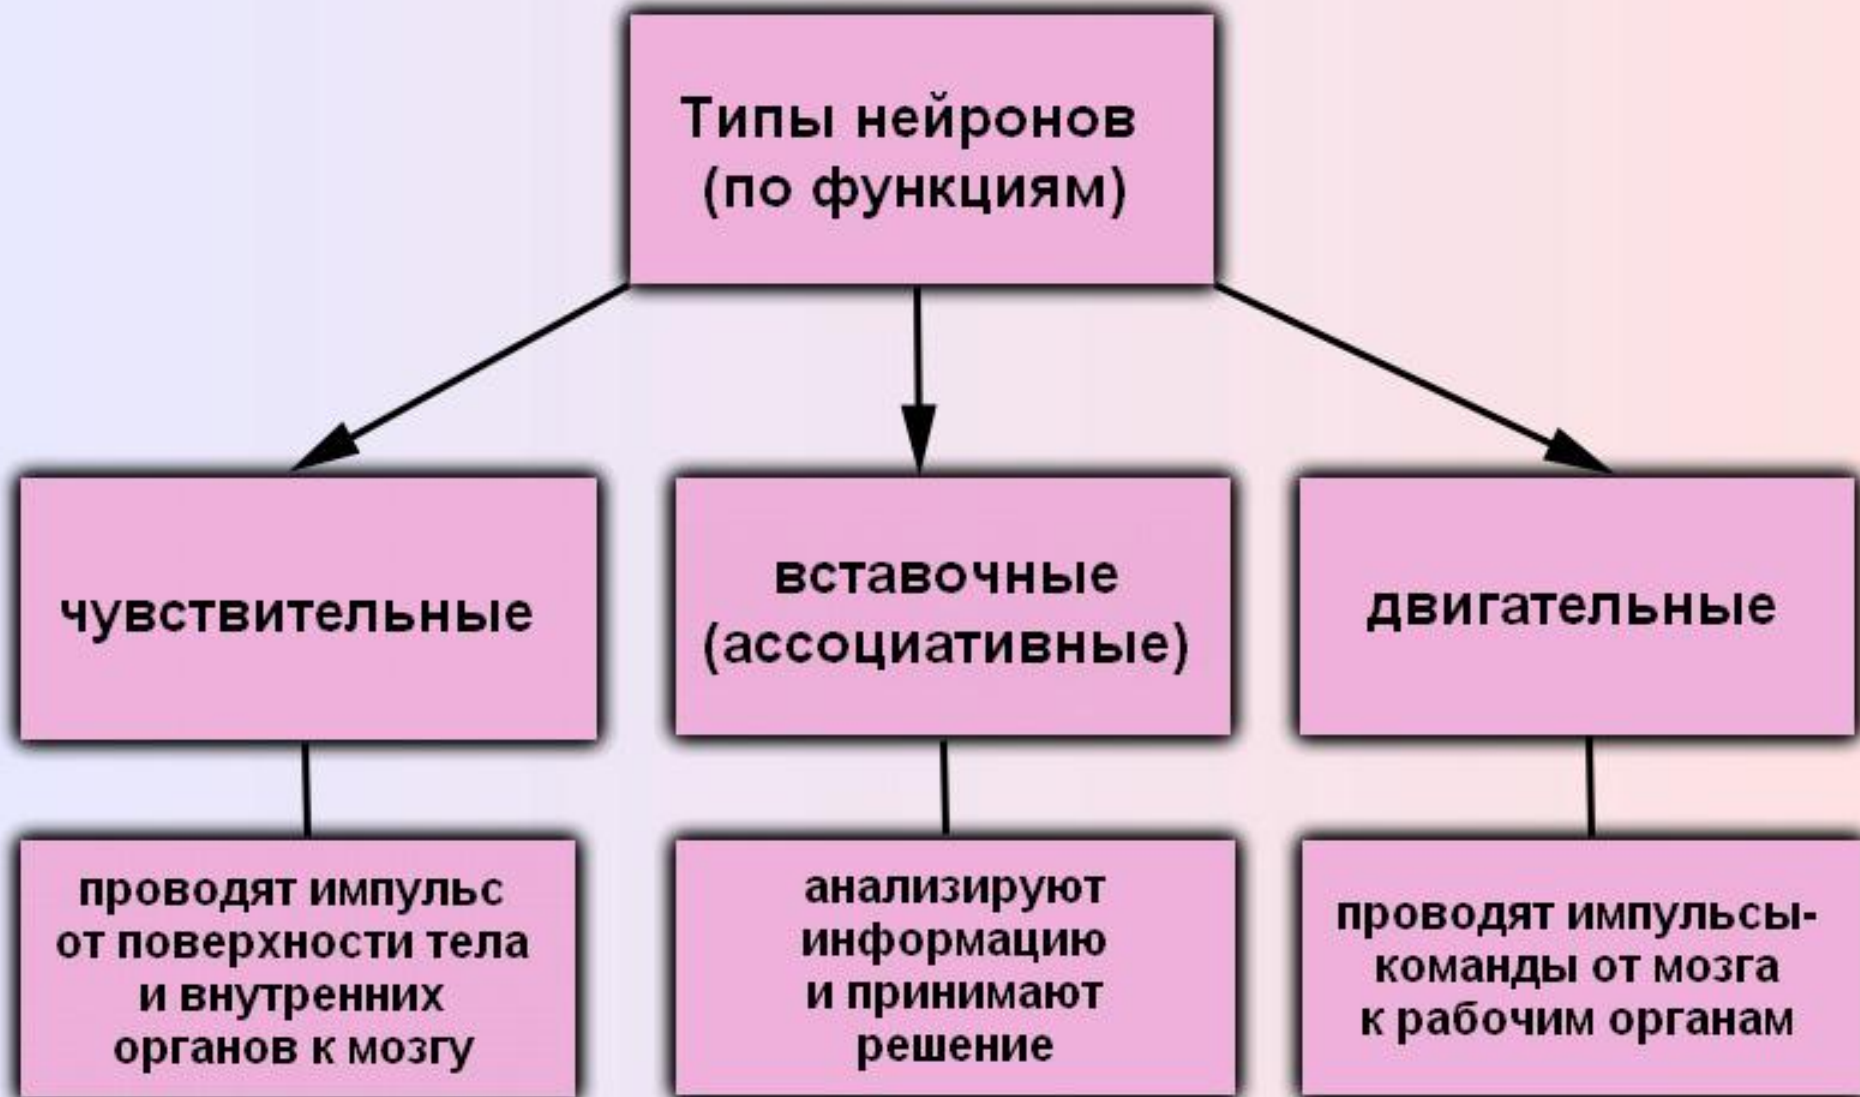 Типы нейронов
(по функциям)
чувствительные
вставочные
(ассоциативные)
двигательные
проводят импульс
от поверхности тела
и внутренних
органов к мозгу
анализируют
информацию
и принимают
решение
проводят импульсы-
команды от мозга
к рабочим органам